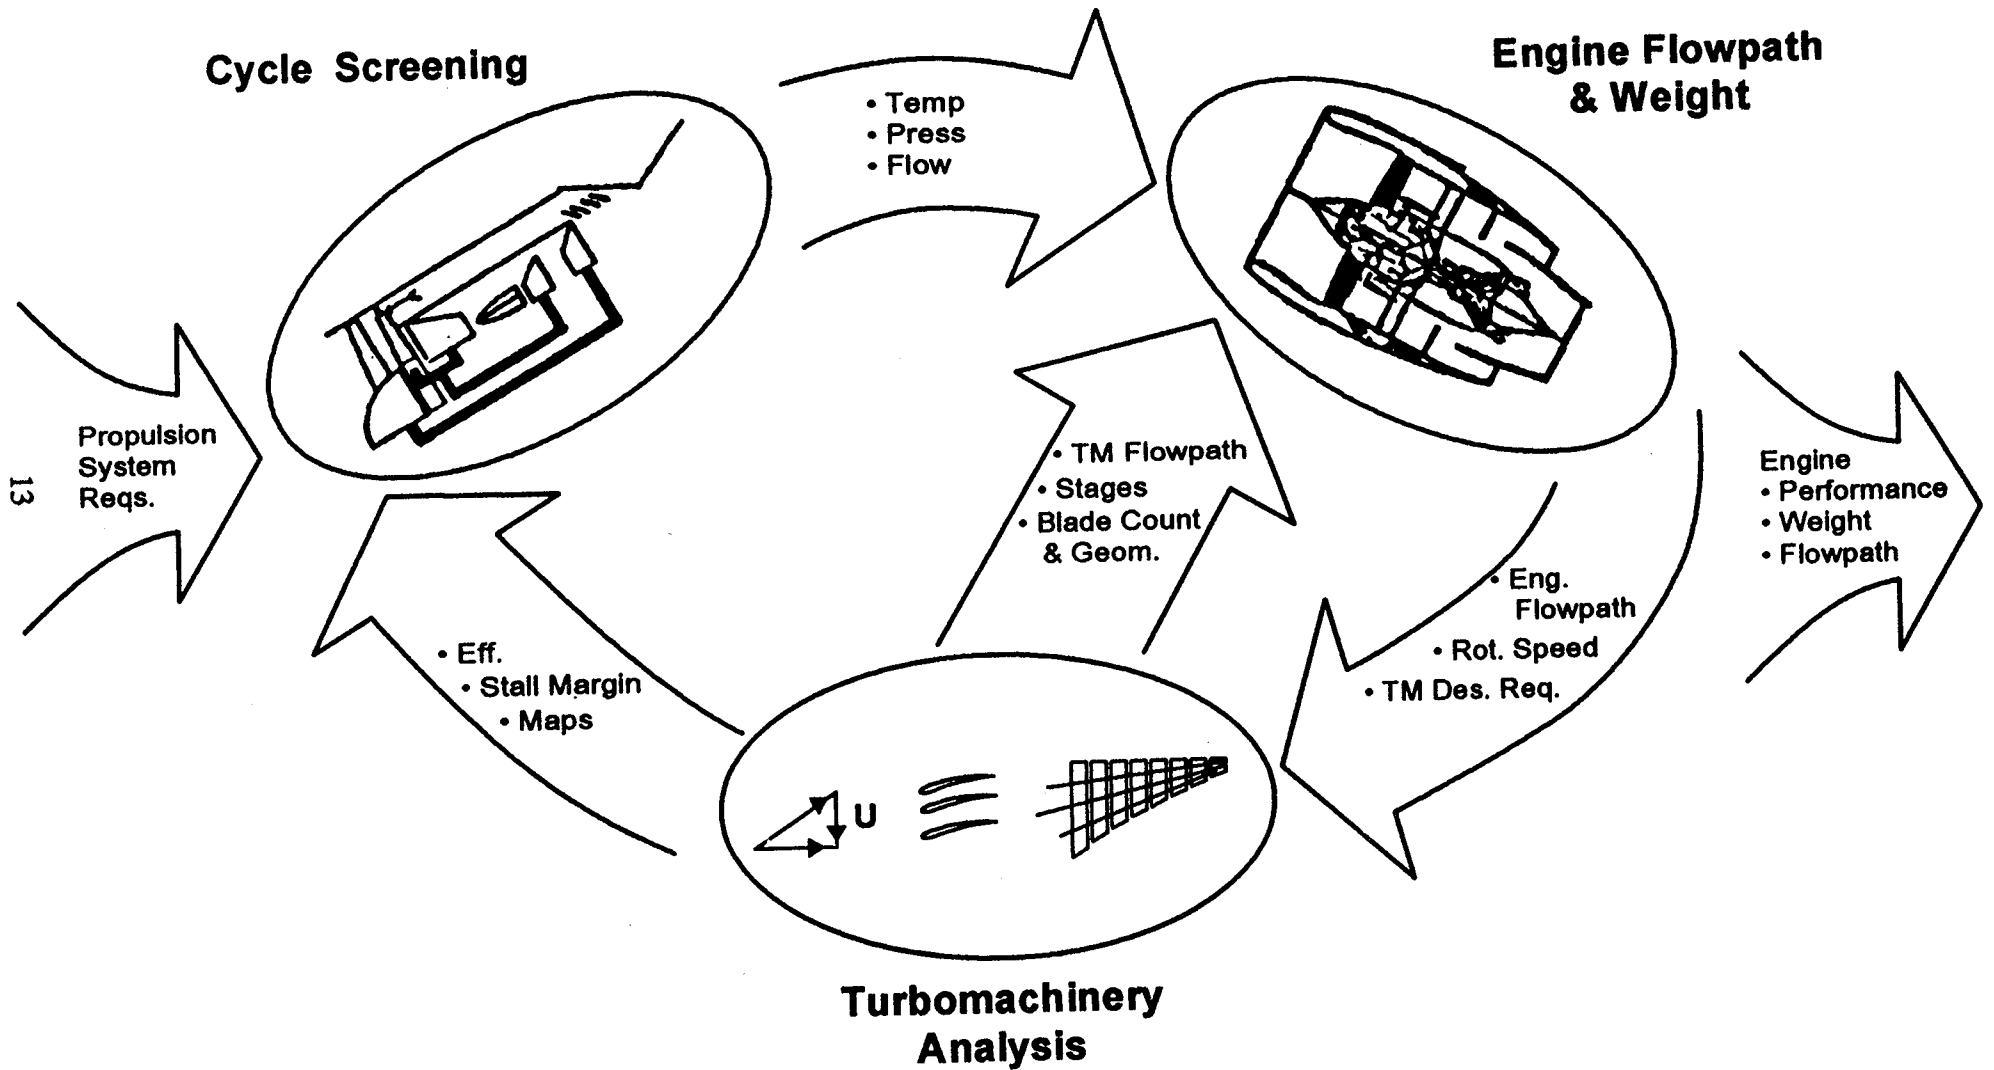 Cycle Screening
Engine Flowpath
& Weight
• Temp
• Press
• Flow
Propulsion
System
Reqs.
13
• TM Flowpath
• Stages
• Blade Count
& Geom.
Engine
• Performance
• Weight
• Flowpath
• Eng.
Flowpath
• Rot. Speed
• TM Des. Req.
• Eff.
• Stall Margin
• Maps
U
Turbomachinery
Analysis